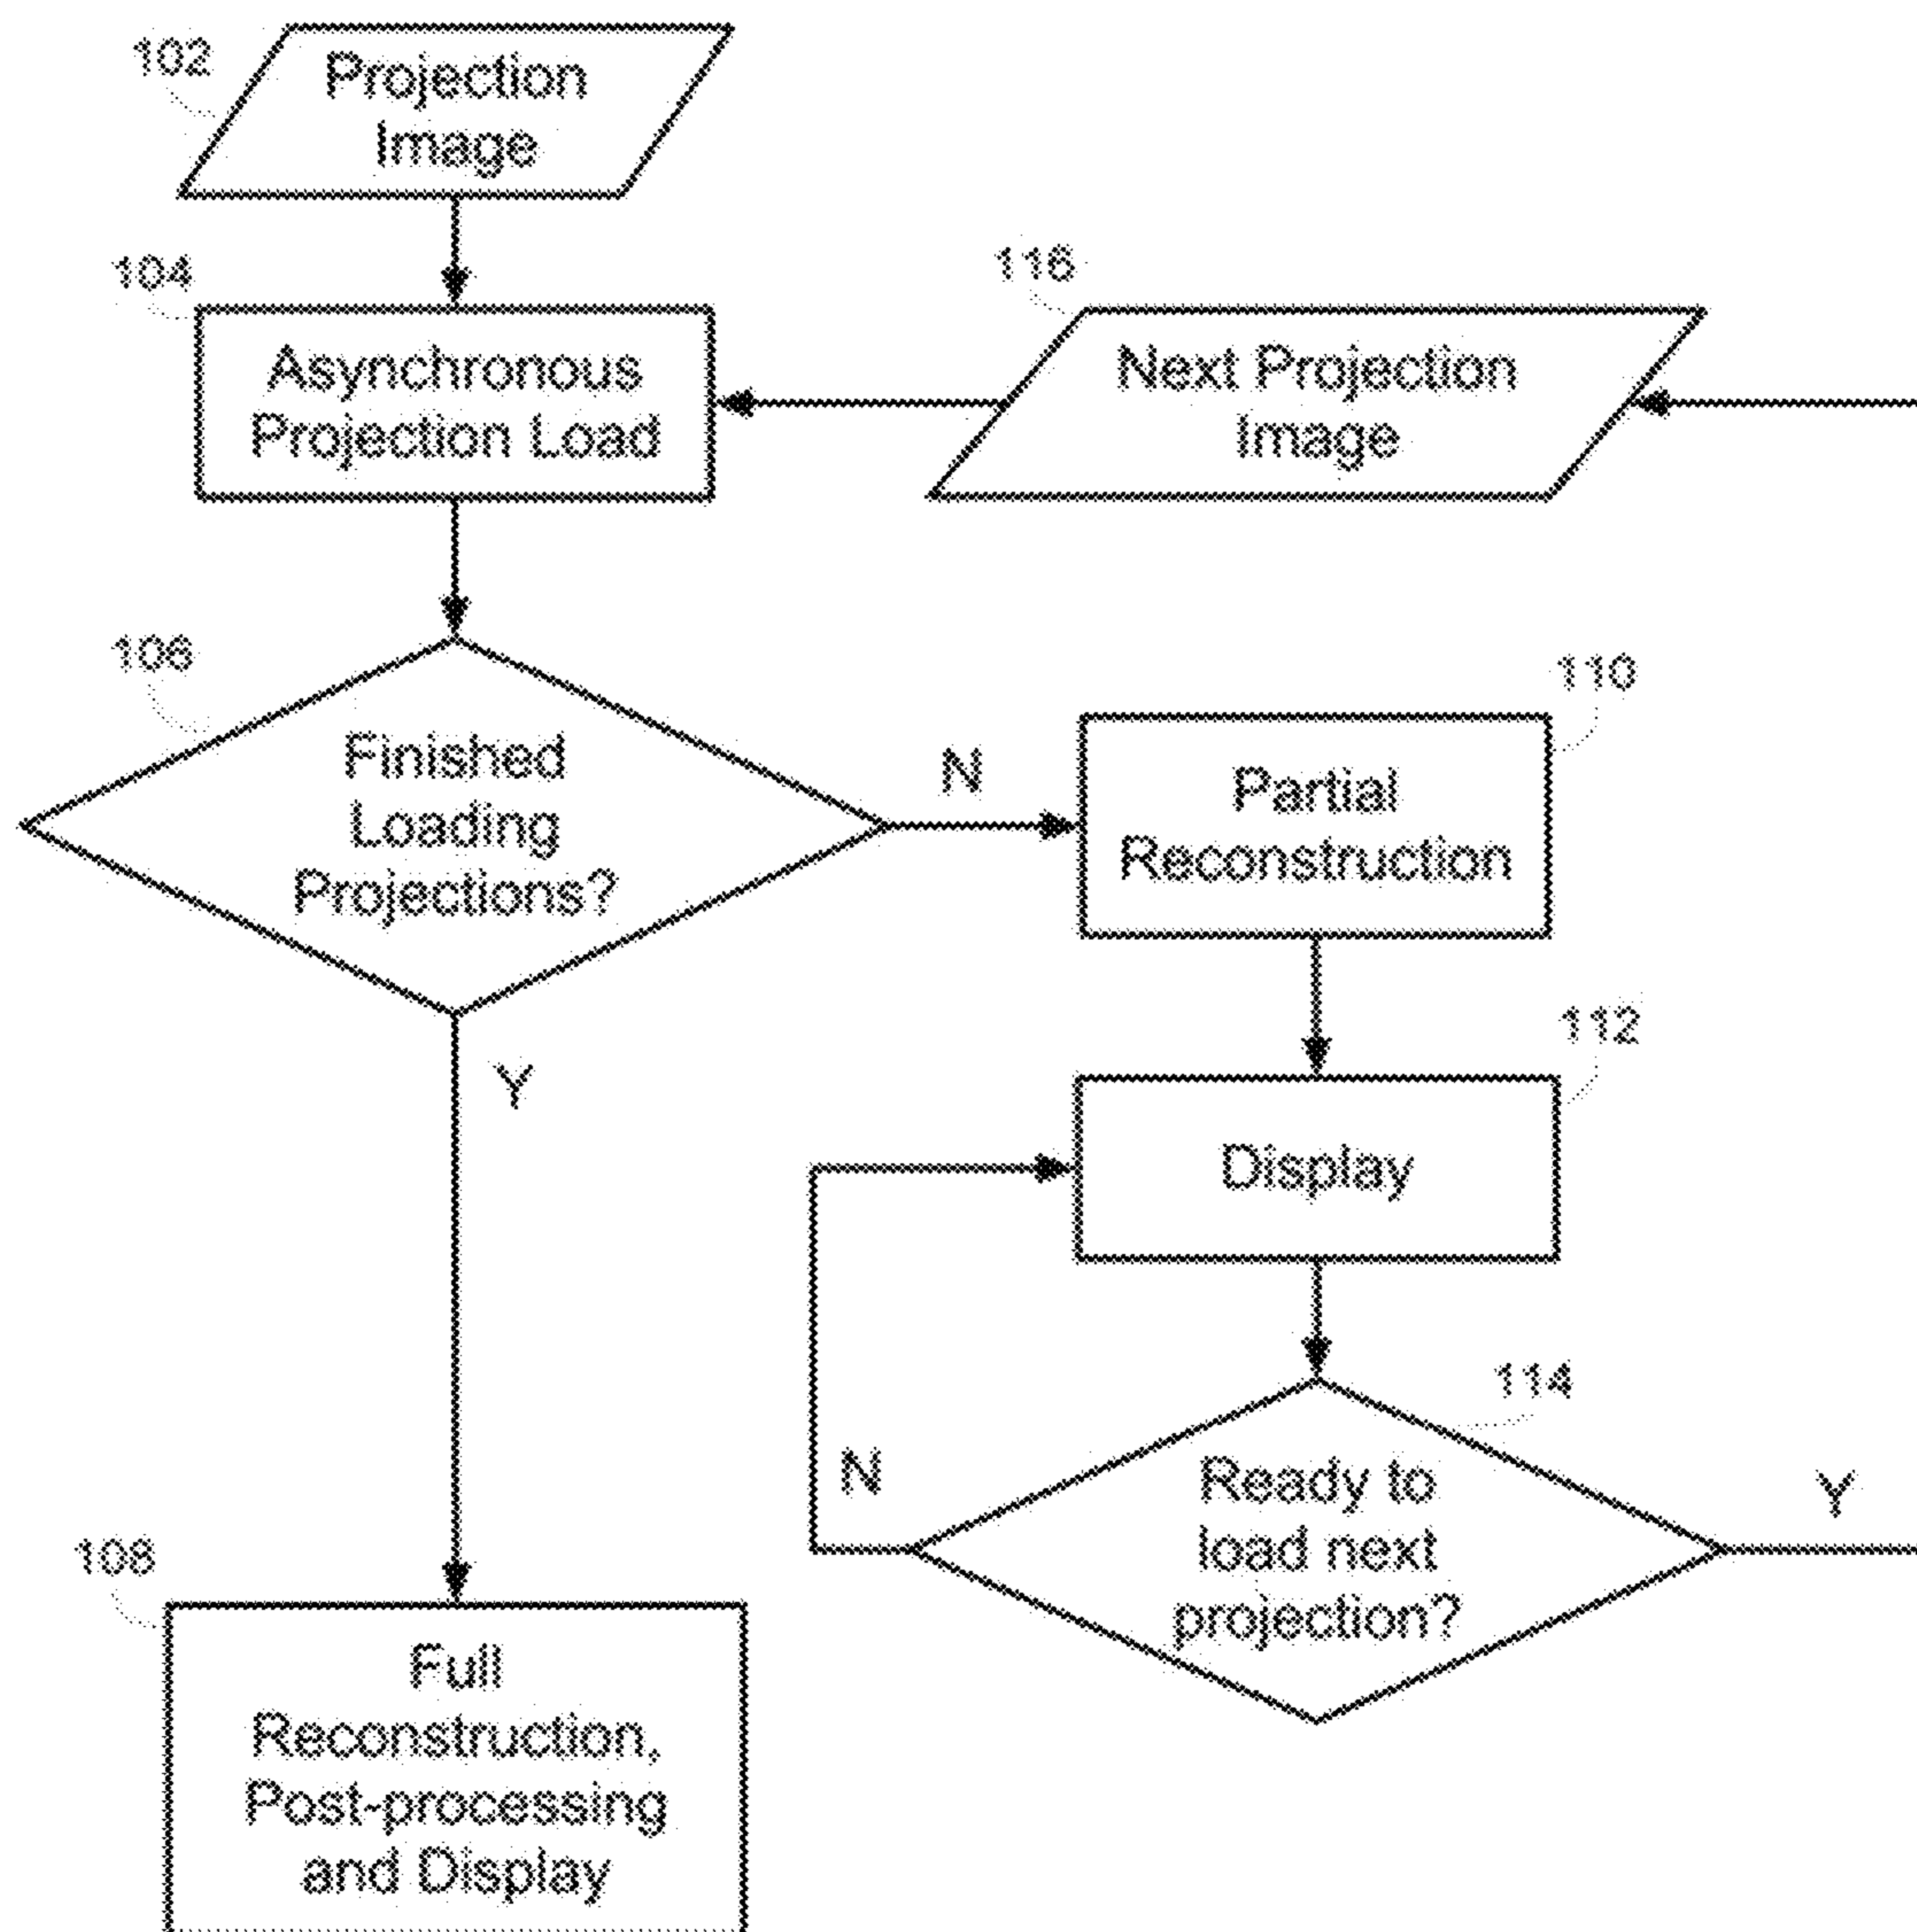 102
Projection
Image
104
Asynchronous
Projection Load
116
Next Projection
Image
106
Finished
Loading
Projections?
N
110
Partial
Reconstruction
Y
112
Display
N
114
Ready to
load next
projection?
Y
108
Full
Reconstruction,
Post-processing
and Display